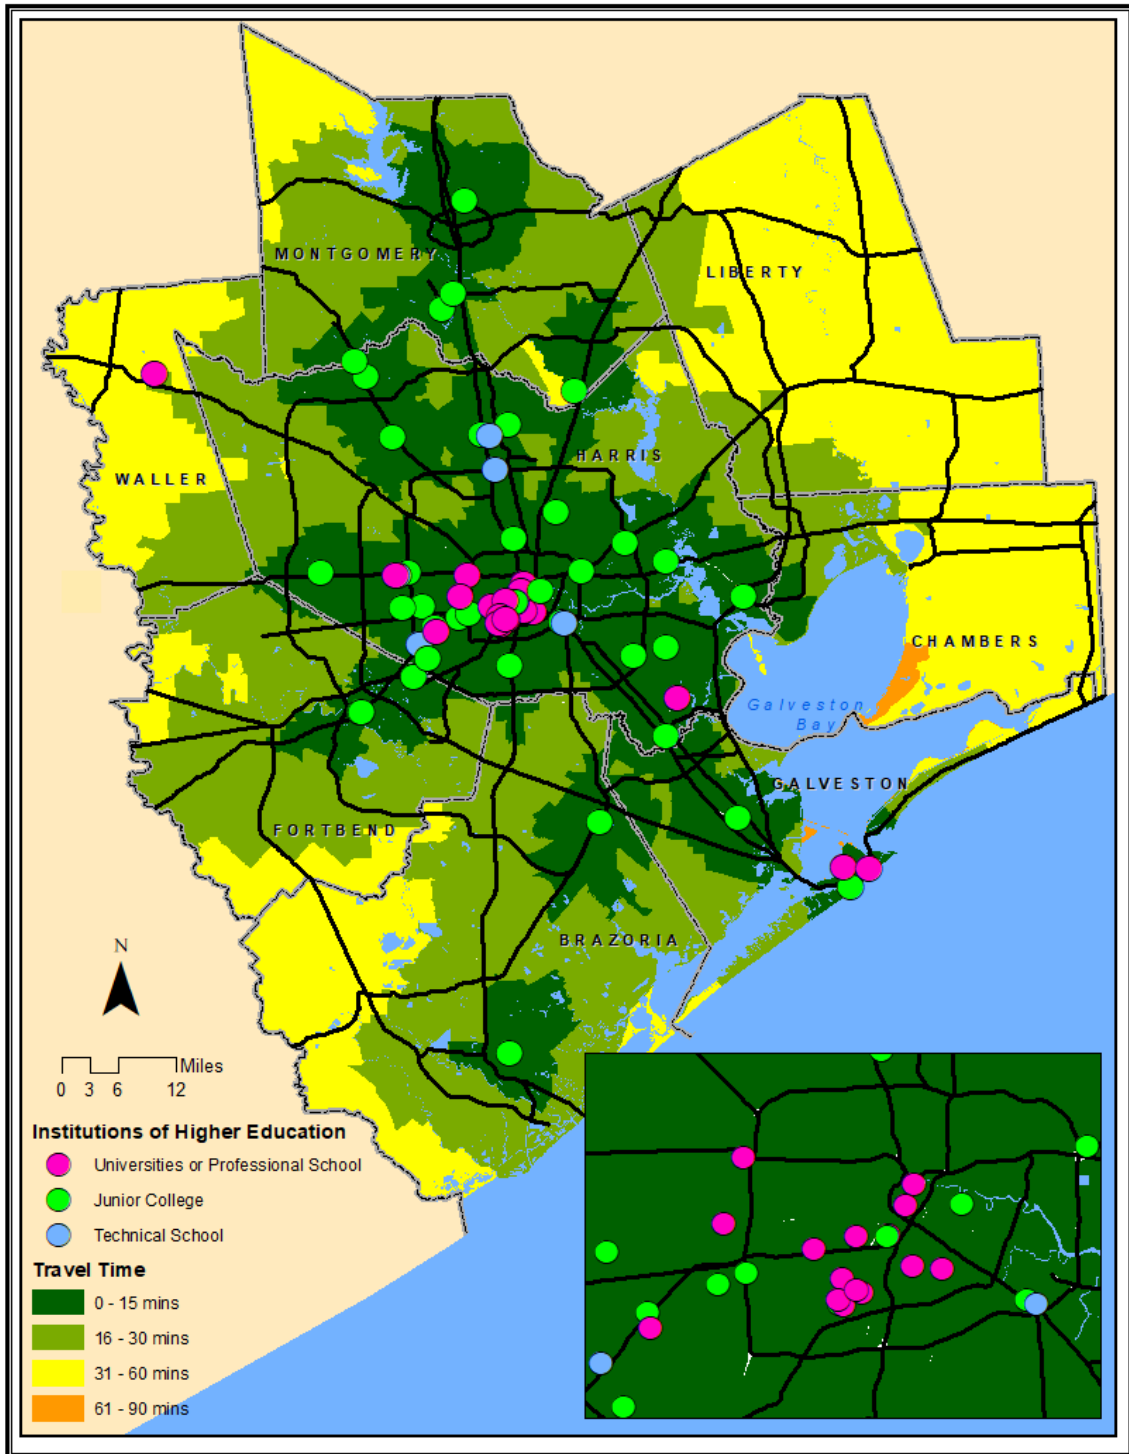 MONTGOMERY
LIBERTY
WALLER
HARRIS
CHAMBERS
Galveston
Bay
GALVESTON
FORTBEND
BRAZORIA
N
Miles
0 3 6 12
Institutions of Higher Education
Universities or Professional School
Junior College
Technical School
Travel Time
0 - 15 mins
16 - 30 mins
31 - 60 mins
61 - 90 mins